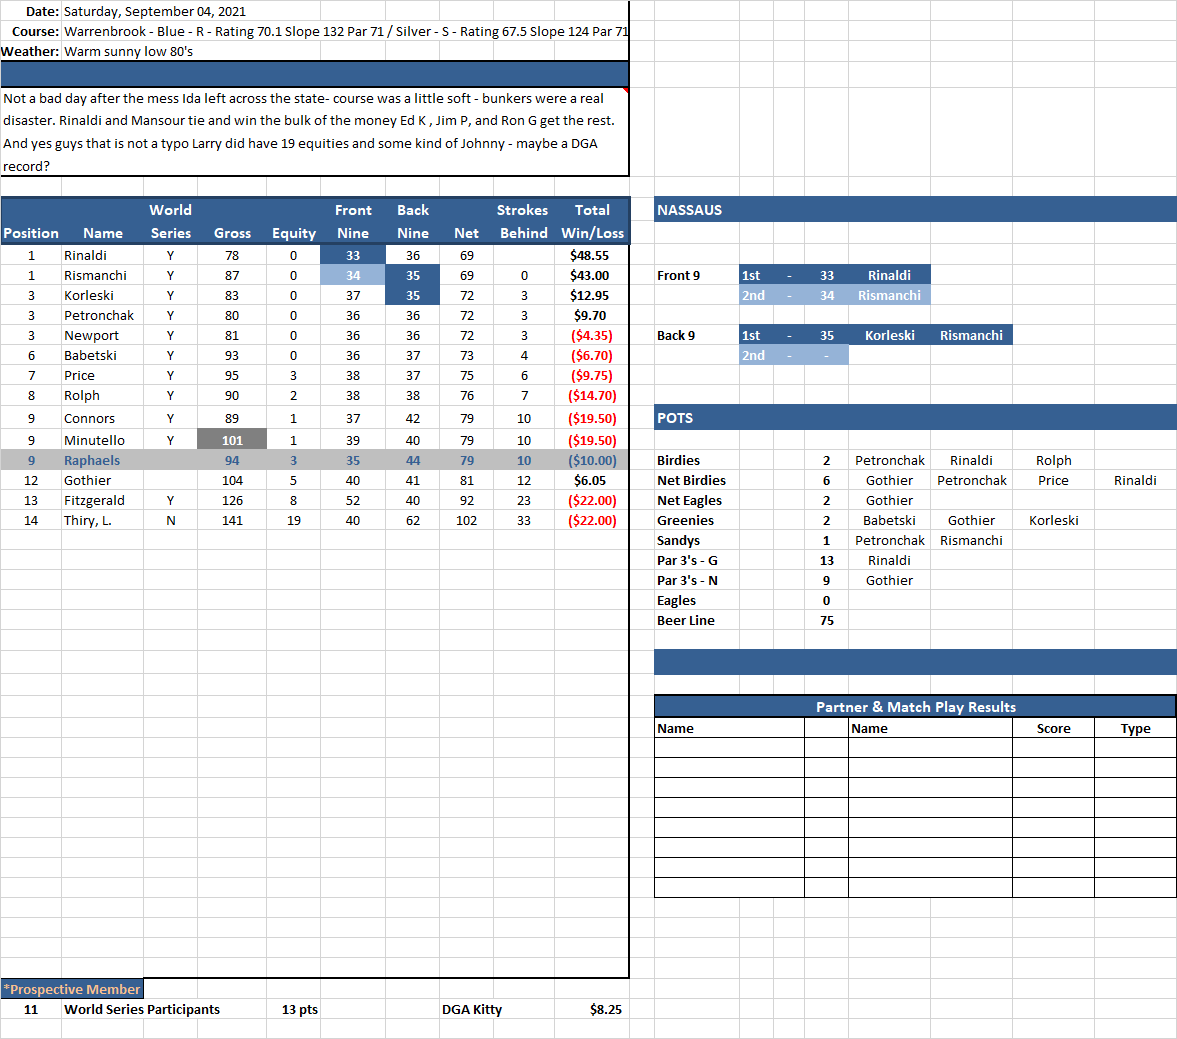 Date: Saturday, September 04, 2021
Course: Warrenbrook - Blue - R - Rating 70.1 Slope 132 Par 71 / Silver - S - Rating 67.5 Slope 124 Par 71
Weather: Warm sunny low 80's
Not a bad day after the mess Ida left across the state- course was a little soft - bunkers were a real
disaster. Rinaldi and Mansour tie and win the bulk of the money Ed K , Jim P, and Ron G get the rest.
And yes guys that is not a typo Larry did have 19 equities and some kind of Johnny - maybe a DGA
record?
World Front Back Strokes Total
Position Name Series Gross Equity Nine Nine Net Behind Win/Loss
1 Rinaldi Y 78 0 33 36 69 $48.55
1 Rismanchi Y 87 0 34 35 69 0 $43.00
3 Korleski Y 83 0 37 35 72 3 $12.95
3 Petronchak Y 80 0 36 36 72 3 $9.70
3 Newport Y 81 0 36 36 72 3 ($4.35)
6 Babetski Y 93 0 36 37 73 4 ($6.70)
7 Price Y 95 3 38 37 75 6 ($9.75)
8 Rolph Y 90 2 38 38 76 7 ($14.70)
9 Connors Y 89 1 37 42 79 10 ($19.50)
9 Minutello Y 101 1 39 40 79 10 ($19.50)
9 Raphaels 94 3 35 44 79 10 ($10.00)
12 Gothier 104 5 40 41 81 12 $6.05
13 Fitzgerald Y 126 8 52 40 92 23 ($22.00)
14 Thiry, L. N 141 19 40 62 102 33 ($22.00)
*Prospective Member
11 World Series Participants 13 pts DGA Kitty $8.25
NASSAUS
Front 9 1st - 33 Rinaldi
2nd - 34 Rismanchi
Back 9 1st - 35 Korleski Rismanchi
2nd - -
POTS
Birdies 2 Petronchak Rinaldi Rolph
Net Birdies 6 Gothier Petronchak Price Rinaldi
Net Eagles 2 Gothier
Greenies 2 Babetski Gothier Korleski
Sandys 1 Petronchak Rismanchi
Par 3's - G 13 Rinaldi
Par 3's - N 9 Gothier
Eagles 0
Beer Line 75
Partner & Match Play Results
Name Name Score Type